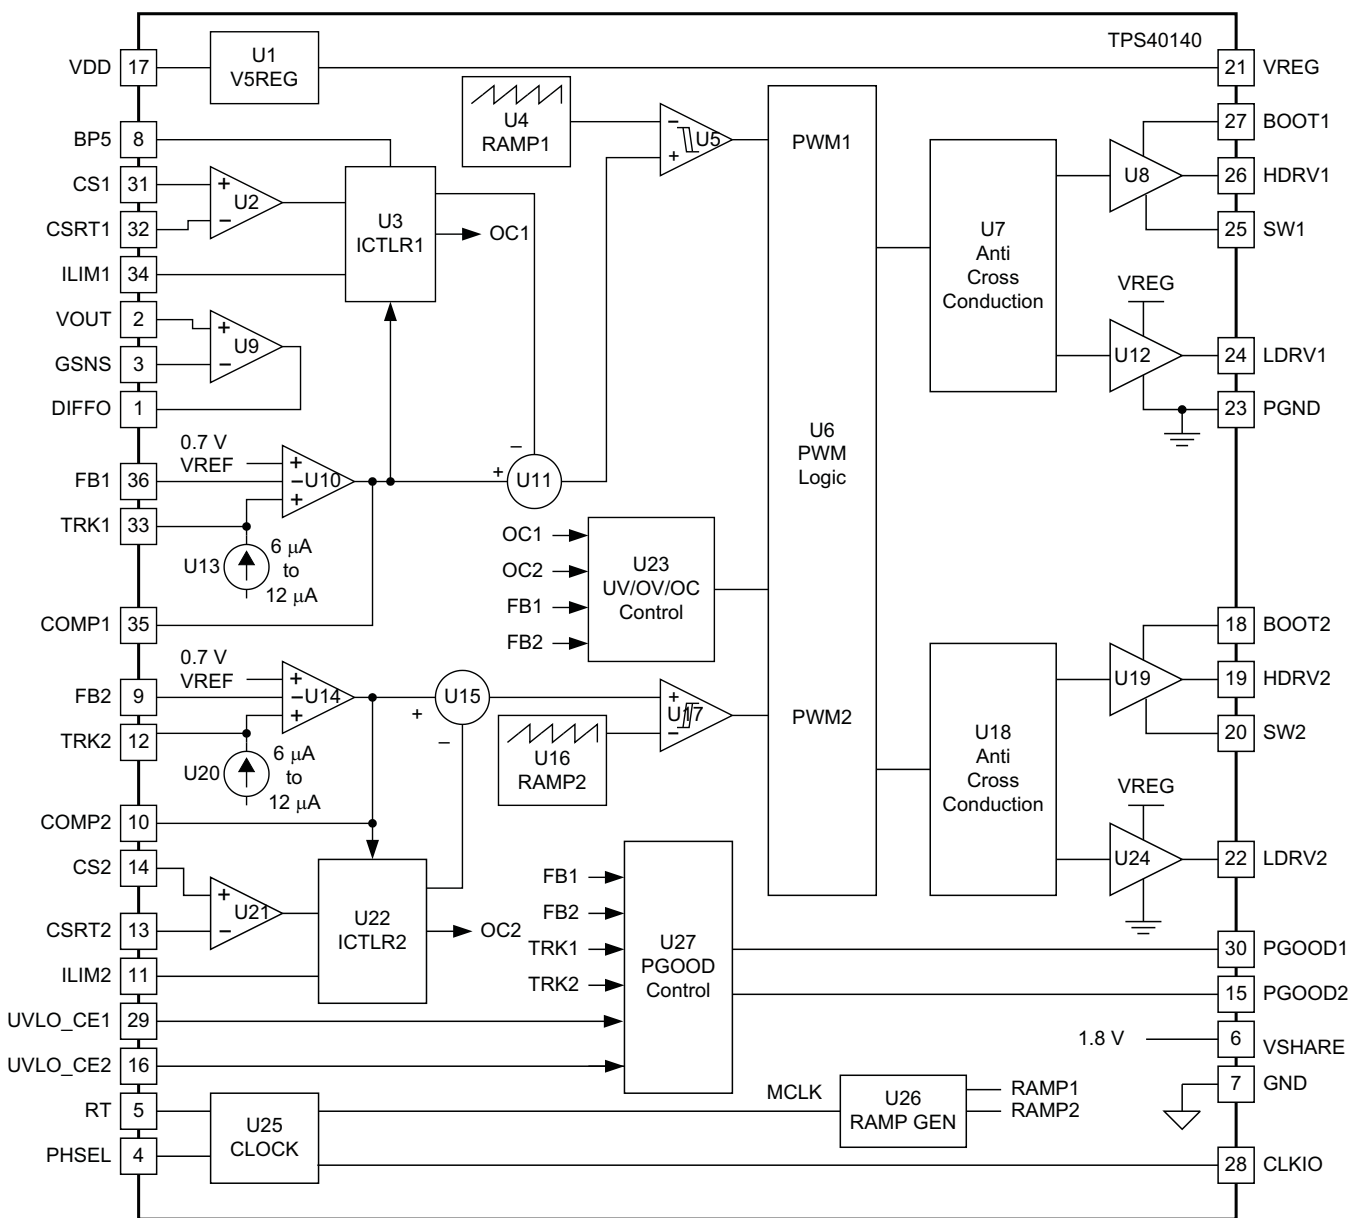 TPS40140
VDD 17
U1
V5REG
21 VREG
U4
RAMP1
− U5
+
PWM1
BP5 8
27 BOOT1
CS1 31
+ U2
−
CSRT1 32
U3
ICTLR1
OC1
U7
Anti
Cross
Conduction
U8
26 HDRV1
25 SW1
ILIM1 34
VREG
VOUT 2
+ U9
−
GSNS 3
U12
24 LDRV1
DIFFO 1
23 PGND
0.7 V
VREF
+
− U10
+
FB1 36
+
−
U11
U6
PWM
Logic
TRK1 33
U13
6 µA
to
12 µA
OC1
OC2
FB1
FB2
U23
UV/OV/OC
Control
COMP1 35
18 BOOT2
0.7 V
VREF
+
− U14
+
FB2 9
U15
+
−
+ U17
−
PWM2
U18
Anti
Cross
Conduction
U19
19 HDRV2
20 SW2
TRK2 12
U20
6 µA
to
12 µA
U16
RAMP2
VREG
COMP2 10
U24
22 LDRV2
CS2 14
+ U21
−
CSRT2 13
U22
ICTLR2
OC2
FB1
FB2
TRK1
TRK2
U27
PGOOD
Control
30 PGOOD1
15 PGOOD2
ILIM2 11
UVLO_CE1 29
UVLO_CE2 16
1.8 V
6 VSHARE
7 GND
RT 5
U25
CLOCK
MCLK
U26
RAMP GEN
RAMP1
RAMP2
PHSEL 4
28 CLKIO